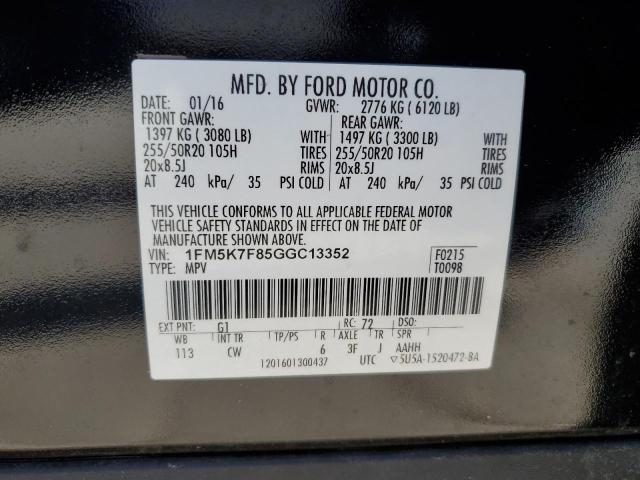 MFD. BY FORD MOTOR CO.
DATE: 01/16 GVWR: 2776 KG ( 6120 LB)
FRONT GAWR: REAR GAWR:
1397 KG ( 3080 LB) WITH 1497 KG ( 3300 LB) WITH
255/50R20 105H TIRES 255/50R20 105H TIRES
20x8.5J RIMS 20x8.5J RIMS
AT 240 kPa/ 35 PSI COLD AT 240 kPa/ 35 PSI COLD
THIS VEHICLE CONFORMS TO ALL APPLICABLE FEDERAL MOTOR
VEHICLE SAFETY STANDARDS IN EFFECT ON THE DATE OF
MANUFACTURE SHOWN ABOVE.
VIN: 1FM5K7F85GGC13352 F0215
TYPE: MPV T0098
EXT PNT: G1 RC: 72 DSO:
WB INT TR TP/PS R AXLE TR SPR
113 CW 6 3F J AAHH
1201601300437 UTC ▽5U5A-1520472-BA